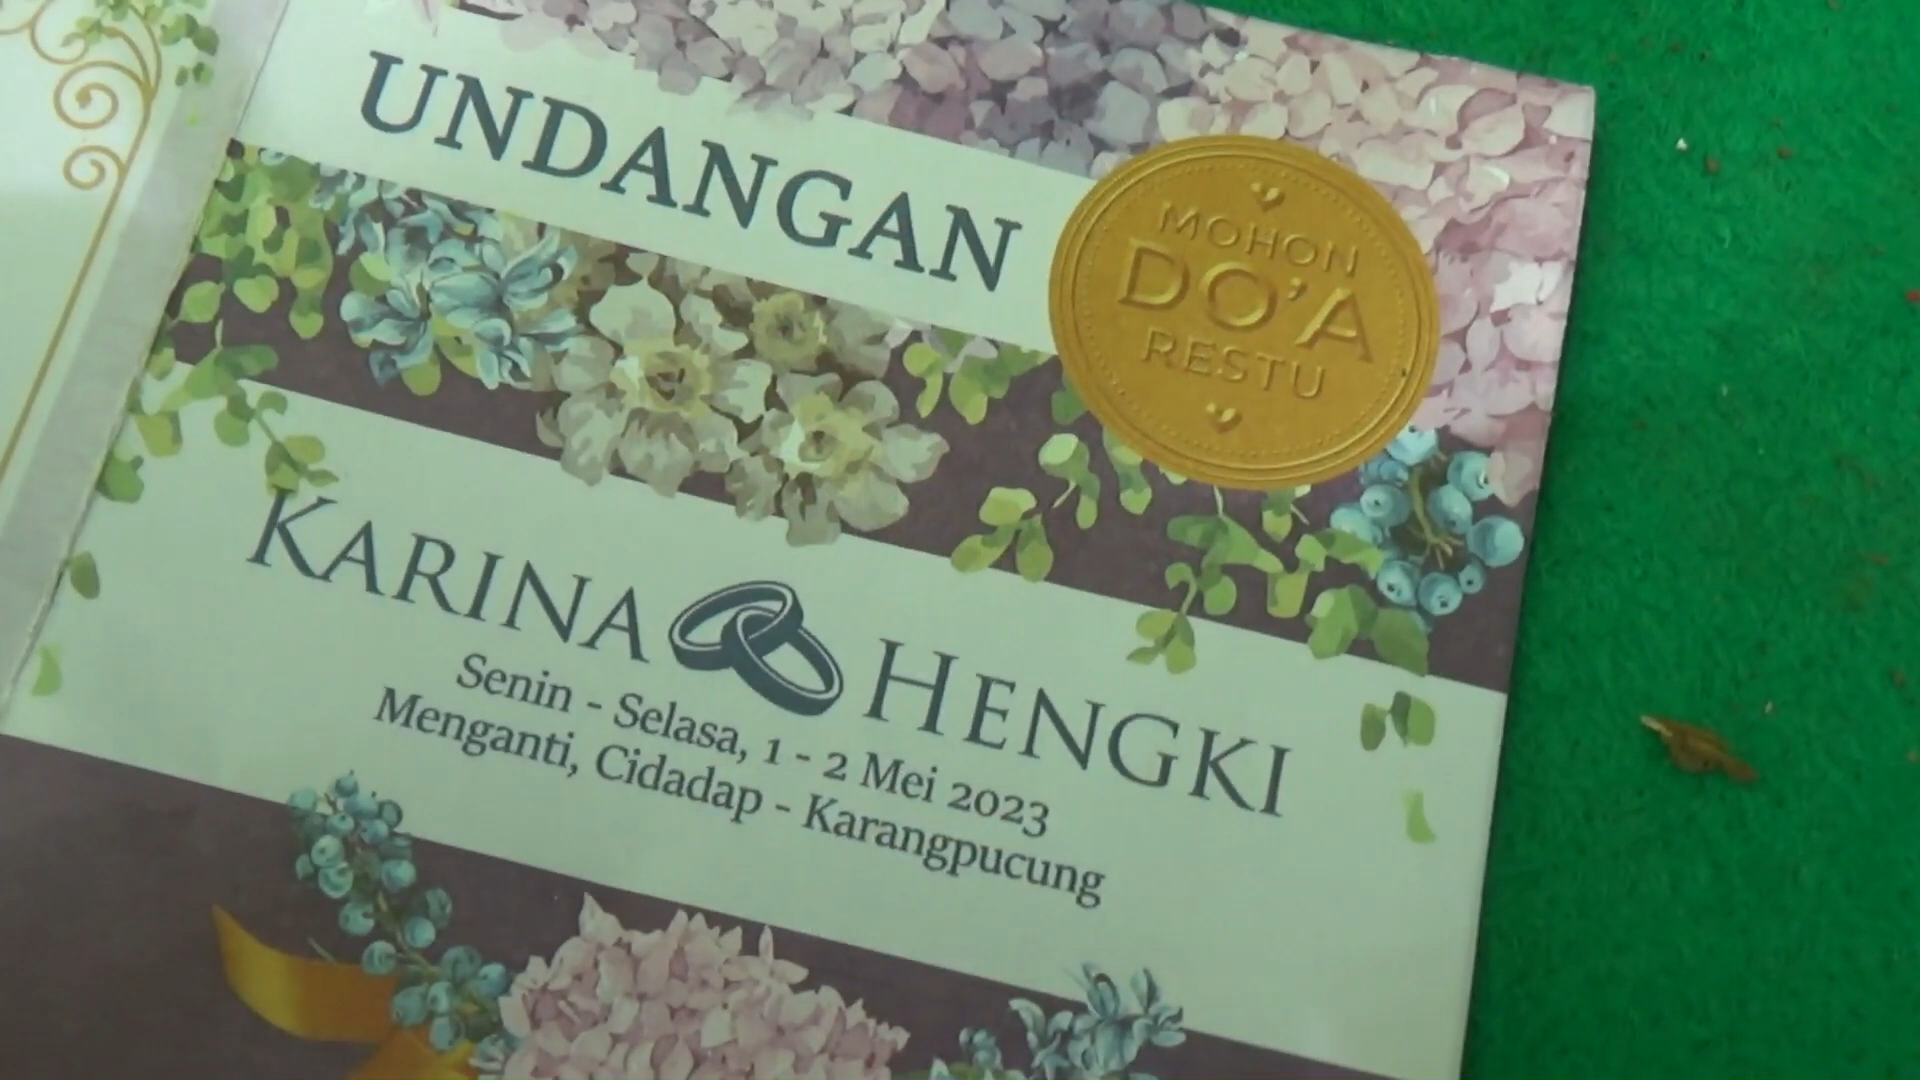 UNDANGAN
MOHON
DO'A
RESTU
KARINA HENGKI
Senin - Selasa, 1 - 2 Mei 2023
Menganti, Cidadap - Karangpucung